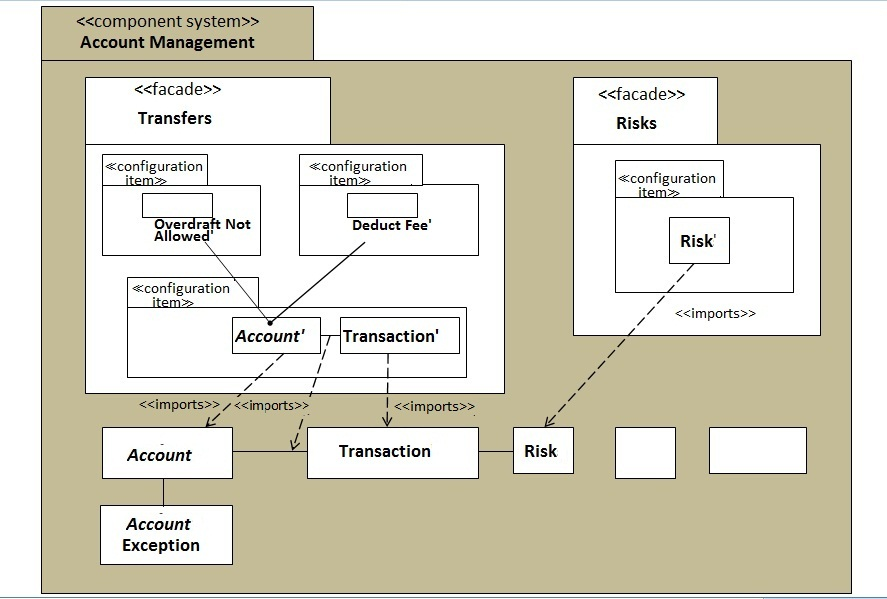 <<component system>>
Account Management
<<facade>>
Transfers
<<facade>>
Risks
≪configuration
item≫
≪configuration
item≫
≪configuration
item≫
Overdraft Not
Allowed'
Deduct Fee'
Risk'
≪configuration
item≫
<<imports>>
Account'
Transaction'
<<imports>>
<<imports>>
<<imports>>
Account
Transaction
Risk
Account
Exception